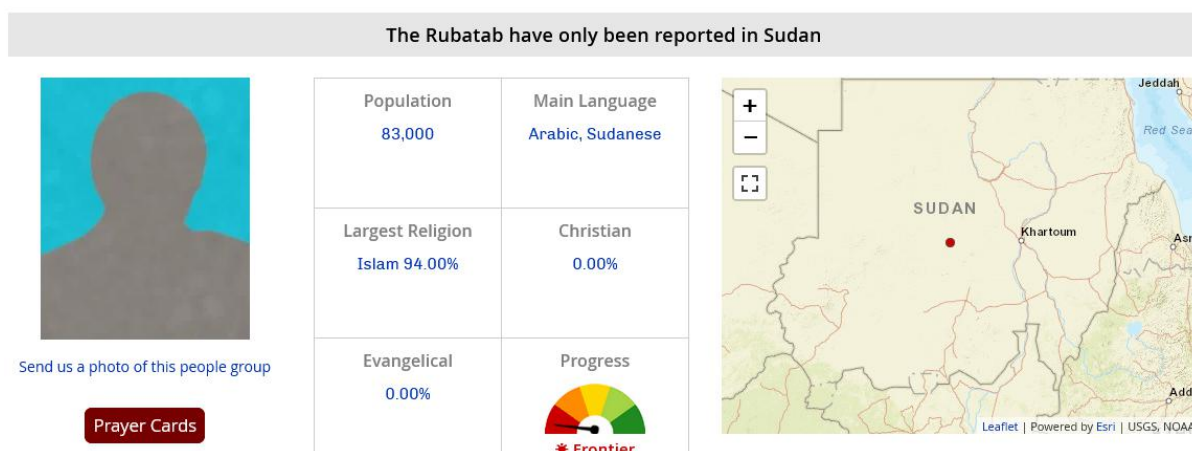 The Rubatab have only been reported in Sudan
Send us a photo of this people group
Prayer Cards
Population
83,000
Main Language
Arabic, Sudanese
Largest Religion
Islam 94.00%
Christian
0.00%
Evangelical
0.00%
Progress
Frontier
+
−
Jeddah
Red Sea
SUDAN
Khartoum
Asr
Add
Leaflet | Powered by Esri | USGS, NOAA